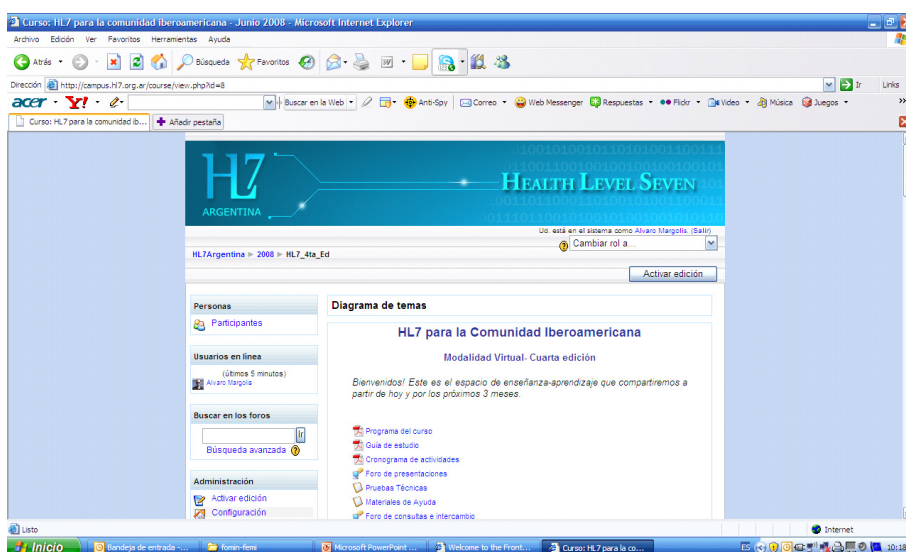 Curso: HL7 para la comunidad iberoamericana - Junio 2008 - Microsoft Internet Explorer
Archivo Edición Ver Favoritos Herramientas Ayuda
Atrás Búsqueda Favoritos
Dirección http://campus.hl7.org.ar/course/view.php?id=8 Ir Links
acer Y! Buscar en la Web Anti-Spy Correo Web Messenger Respuestas Flickr Video Música Juegos »
Curso: HL7 para la comunidad ib... Añadir pestaña
HL7
ARGENTINA
HEALTH LEVEL SEVEN
Ud. está en el sistema como Alvaro Margolis. (Salir)
Cambiar rol a...
HL7Argentina ► 2008 ► HL7_4ta_Ed
Activar edición
Personas
Participantes
Usuarios en línea
(últimos 5 minutos)
Alvaro Margolis
Buscar en los foros
Ir
Búsqueda avanzada
Administración
Activar edición
Configuración
Diagrama de temas
HL7 para la Comunidad Iberoamericana
Modalidad Virtual- Cuarta edición
Bienvenidos! Este es el espacio de enseñanza-aprendizaje que compartiremos a
partir de hoy y por los próximos 3 meses.
Programa del curso
Guía de estudio
Cronograma de actividades
Foro de presentaciones
Pruebas Técnicas
Materiales de Ayuda
Foro de consultas e intercambio
Listo Internet
Inicio Bandeja de entrada -... fomin-femi Microsoft PowerPoint ... Welcome to the Front... Curso: HL7 para la co... ES 10:18